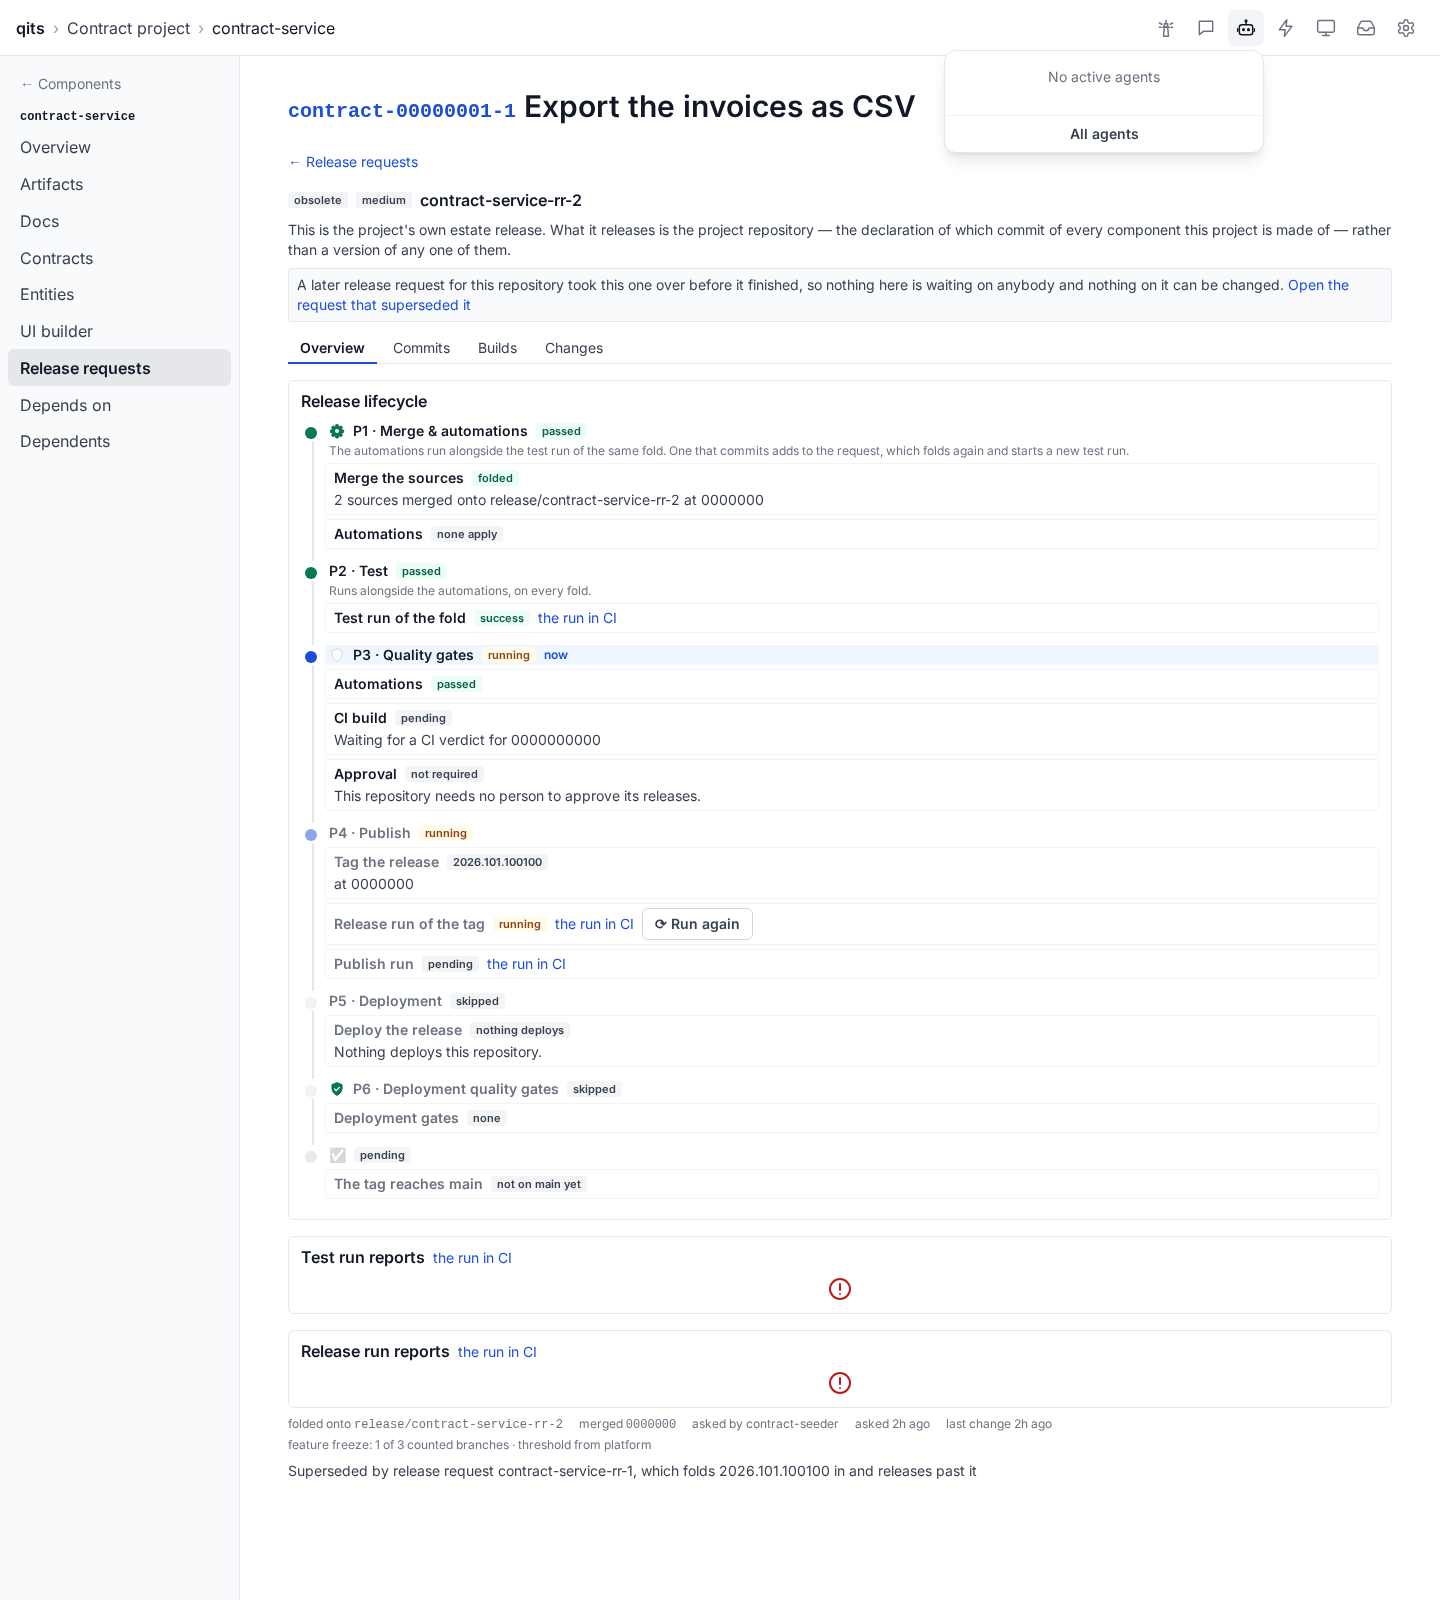 qits › Contract project › contract-service
No active agents
All agents
← Components
contract-service
Overview
Artifacts
Docs
Contracts
Entities
UI builder
Release requests
Depends on
Dependents
contract-00000001-1 Export the invoices as CSV
← Release requests
obsolete medium contract-service-rr-2
This is the project's own estate release. What it releases is the project repository — the declaration of which commit of every component this project is made of — rather
than a version of any one of them.
A later release request for this repository took this one over before it finished, so nothing here is waiting on anybody and nothing on it can be changed. Open the
request that superseded it
Overview Commits Builds Changes
Release lifecycle
P1 · Merge & automations passed
The automations run alongside the test run of the same fold. One that commits adds to the request, which folds again and starts a new test run.
Merge the sources folded
2 sources merged onto release/contract-service-rr-2 at 0000000
Automations none apply
P2 · Test passed
Runs alongside the automations, on every fold.
Test run of the fold success the run in CI
P3 · Quality gates running now
Automations passed
CI build pending
Waiting for a CI verdict for 0000000000
Approval not required
This repository needs no person to approve its releases.
P4 · Publish running
Tag the release 2026.101.100100
at 0000000
Release run of the tag running the run in CI ⟳ Run again
Publish run pending the run in CI
P5 · Deployment skipped
Deploy the release nothing deploys
Nothing deploys this repository.
P6 · Deployment quality gates skipped
Deployment gates none
☑ pending
The tag reaches main not on main yet
Test run reports the run in CI
Release run reports the run in CI
folded onto release/contract-service-rr-2 merged 0000000 asked by contract-seeder asked 2h ago last change 2h ago
feature freeze: 1 of 3 counted branches · threshold from platform
Superseded by release request contract-service-rr-1, which folds 2026.101.100100 in and releases past it